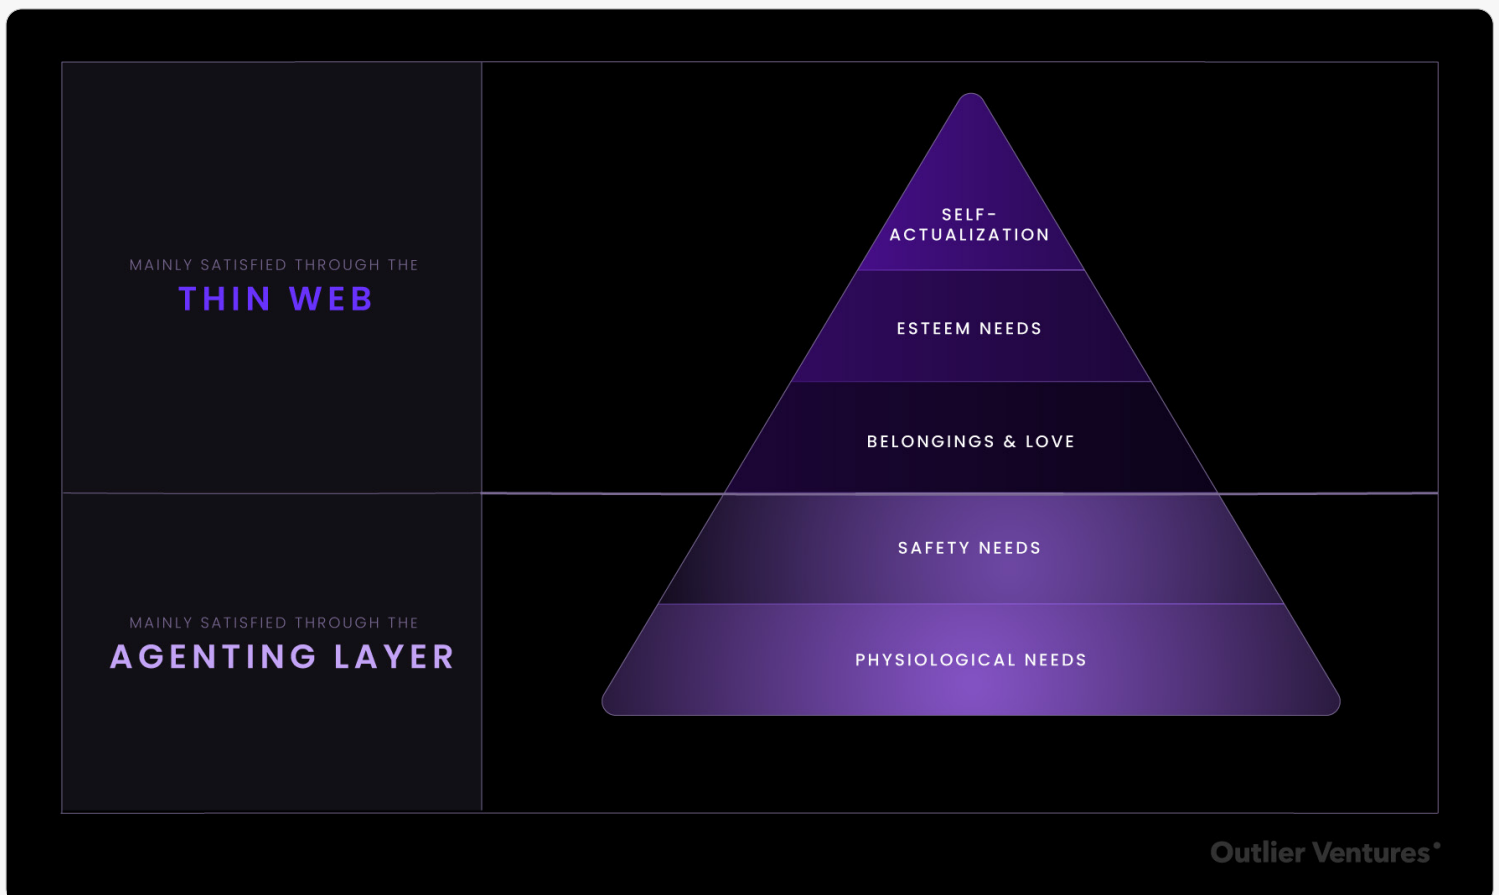 MAINLY SATISFIED THROUGH THE
THIN WEB
MAINLY SATISFIED THROUGH THE
AGENTING LAYER
SELF-
ACTUALIZATION
ESTEEM NEEDS
BELONGINGS & LOVE
SAFETY NEEDS
PHYSIOLOGICAL NEEDS
Outlier Ventures